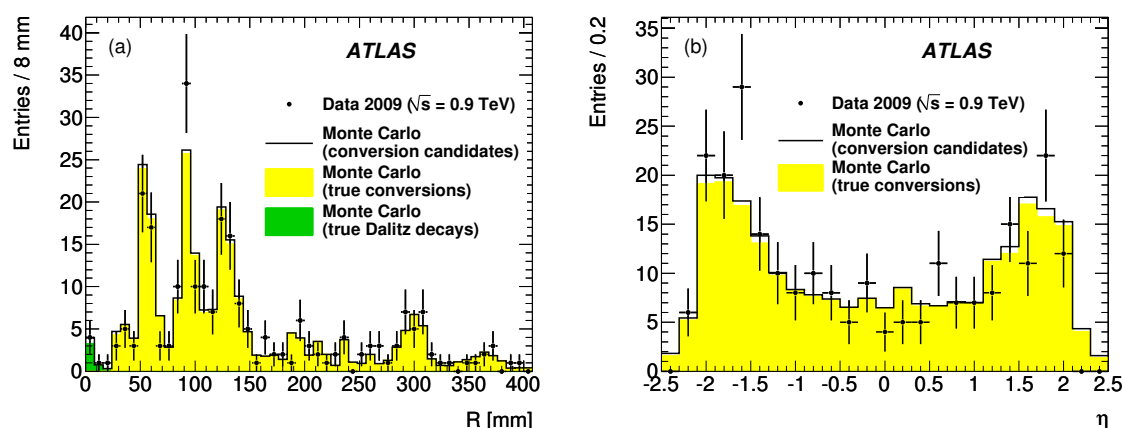 (a)
ATLAS
Entries / 8 mm
40
35
30
25
20
15
10
5
0
Data 2009 (√s = 0.9 TeV)
Monte Carlo
(conversion candidates)
Monte Carlo
(true conversions)
Monte Carlo
(true Dalitz decays)
0 50 100 150 200 250 300 350 400
R [mm]
(b)
ATLAS
Entries / 0.2
35
30
25
20
15
10
5
0
Data 2009 (√s = 0.9 TeV)
Monte Carlo
(conversion candidates)
Monte Carlo
(true conversions)
-2.5 -2 -1.5 -1 -0.5 0 0.5 1 1.5 2 2.5
η